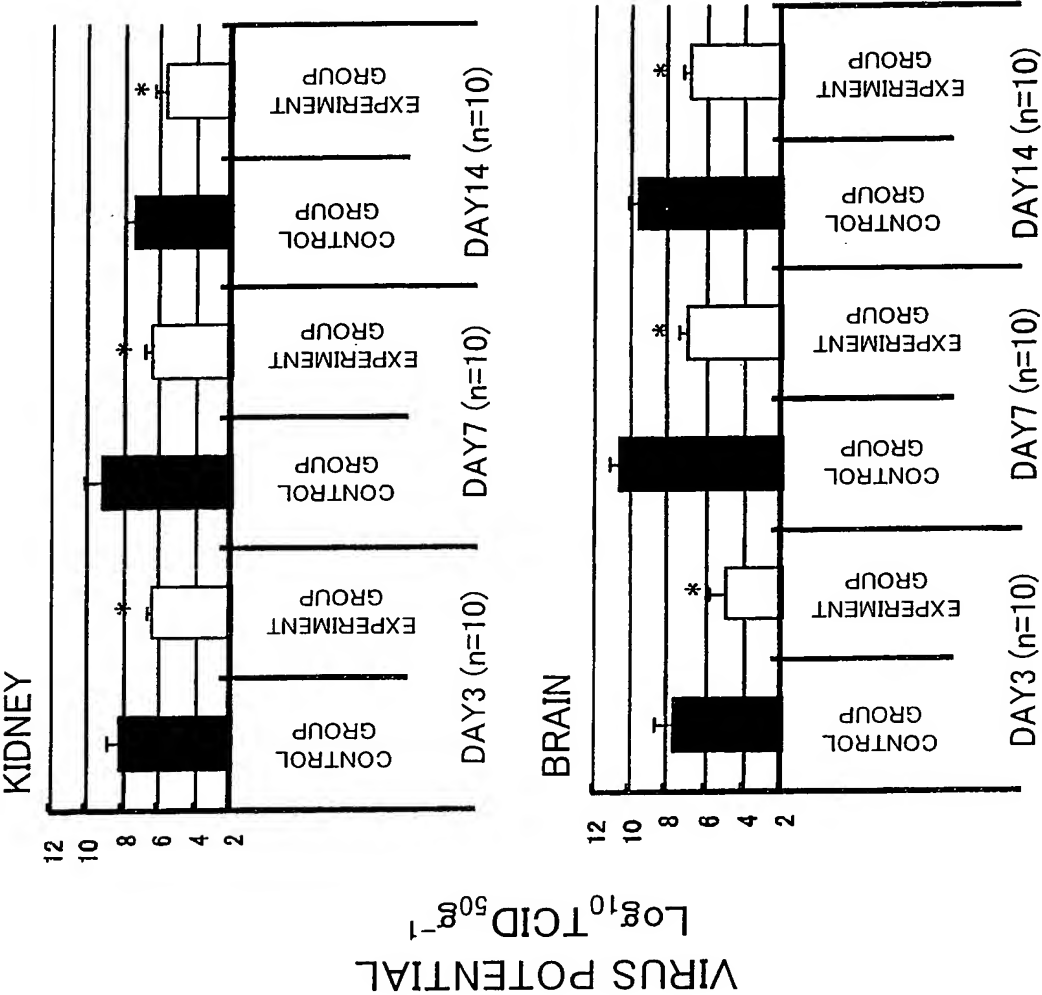 KIDNEY
12
10
8
6
4
2
*
*
*
CONTROL
GROUP
EXPERIMENT
GROUP
CONTROL
GROUP
EXPERIMENT
GROUP
CONTROL
GROUP
EXPERIMENT
GROUP
DAY3 (n=10)
DAY7 (n=10)
DAY14 (n=10)
VIRUS POTENTIAL
Log10 TCID50g-1
BRAIN
12
10
8
6
4
2
*
*
*
CONTROL
GROUP
EXPERIMENT
GROUP
CONTROL
GROUP
EXPERIMENT
GROUP
CONTROL
GROUP
EXPERIMENT
GROUP
DAY3 (n=10)
DAY7 (n=10)
DAY14 (n=10)